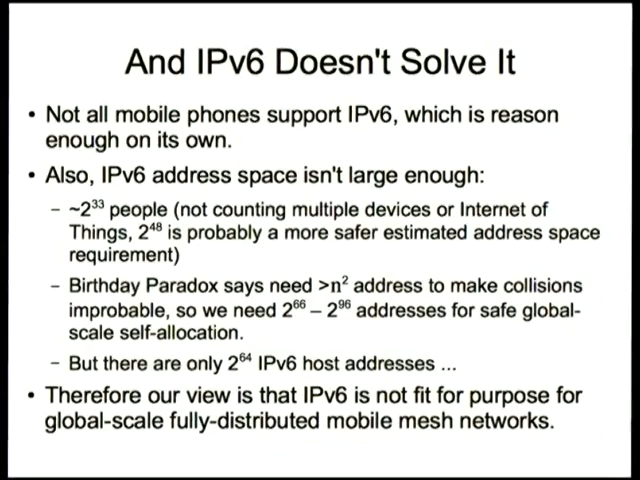 And IPv6 Doesn't Solve It
• Not all mobile phones support IPv6, which is reason
enough on its own.
• Also, IPv6 address space isn't large enough:
– ~2³³ people (not counting multiple devices or Internet of
Things, 2⁴⁸ is probably a more safer estimated address space
requirement)
– Birthday Paradox says need >n² address to make collisions
improbable, so we need 2⁶⁶ – 2⁹⁶ addresses for safe global-
scale self-allocation.
– But there are only 2⁶⁴ IPv6 host addresses ...
• Therefore our view is that IPv6 is not fit for purpose for
global-scale fully-distributed mobile mesh networks.